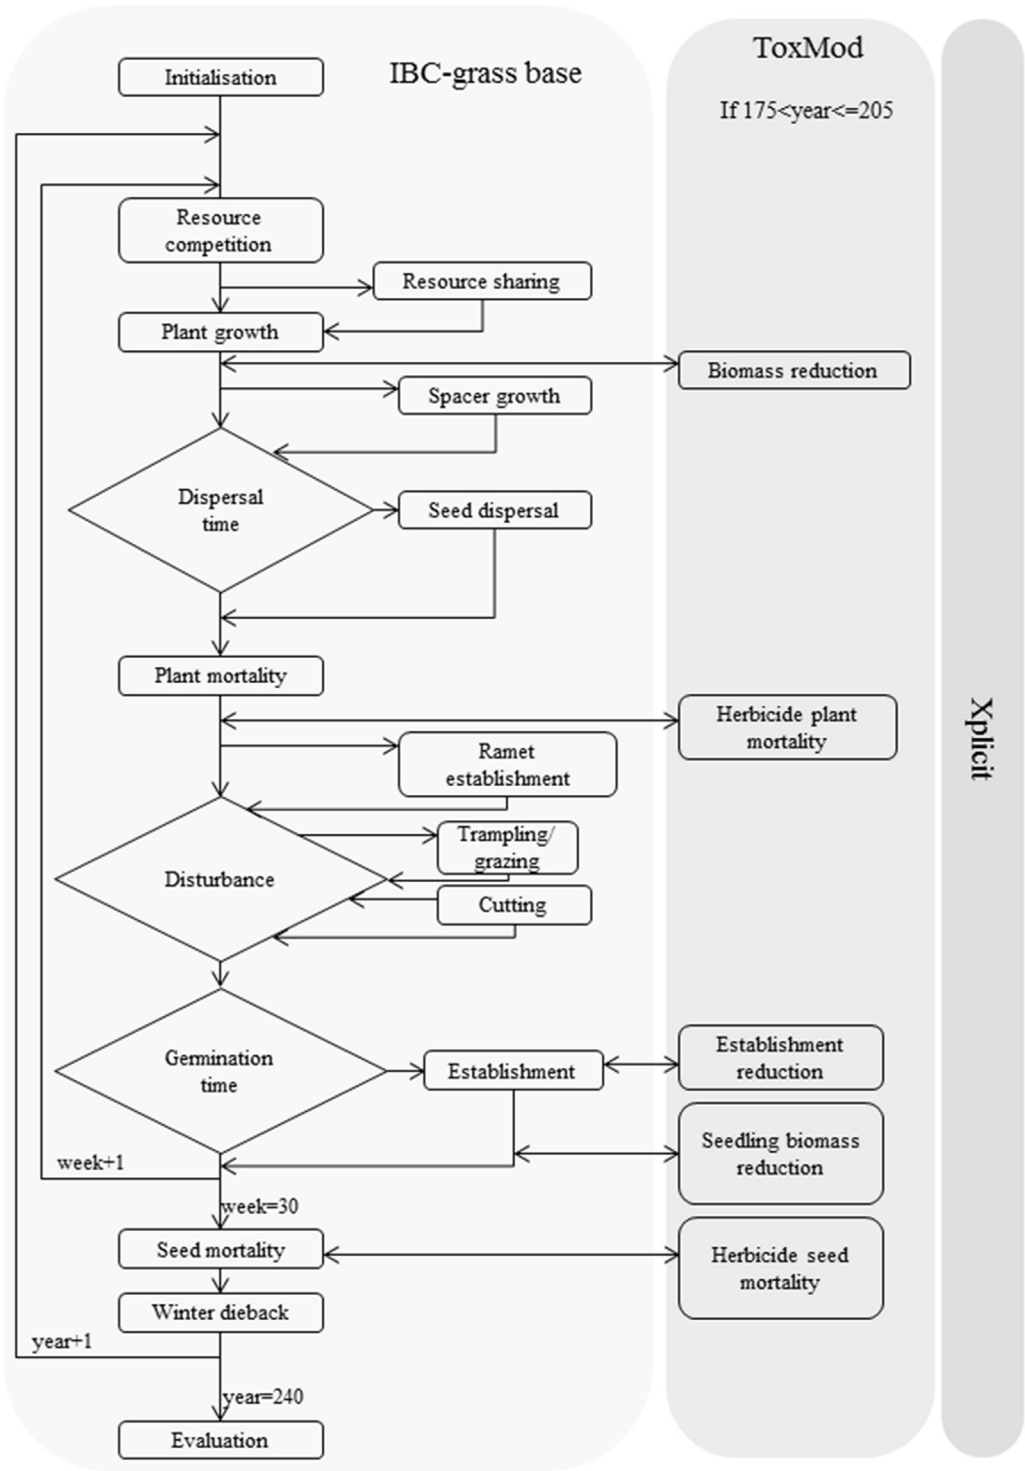 IBC-grass base
ToxMod
If 175<year<=205
Xplicit
Initialisation
Resource
competition
Resource sharing
Plant growth
Biomass reduction
Spacer growth
Dispersal
time
Seed dispersal
Plant mortality
Herbicide plant
mortality
Ramet
establishment
Trampling/
grazing
Disturbance
Cutting
Germination
time
Establishment
Establishment
reduction
Seedling biomass
reduction
week+1
week=30
Seed mortality
Herbicide seed
mortality
Winter dieback
year+1
year=240
Evaluation